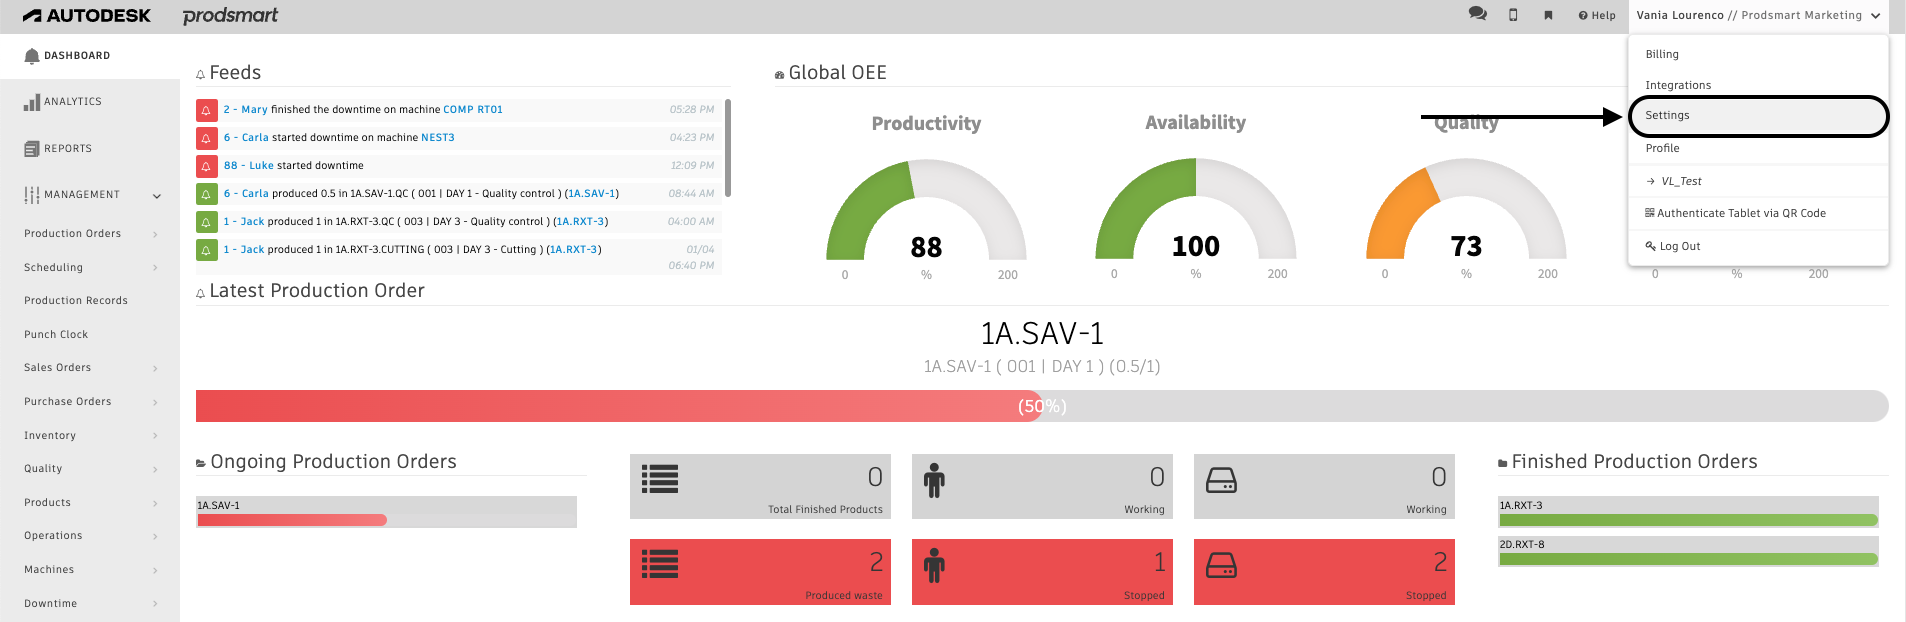 AUTODESK prodsmart
Help
Vania Lourenco // Prodsmart Marketing
Billing
Integrations
Settings
Profile
→ VL_Test
Authenticate Tablet via QR Code
Log Out
DASHBOARD
ANALYTICS
REPORTS
MANAGEMENT
Production Orders
Scheduling
Production Records
Punch Clock
Sales Orders
Purchase Orders
Inventory
Quality
Products
Operations
Machines
Downtime
Feeds
2 - Mary finished the downtime on machine COMP RT01 05:28 PM
6 - Carla started downtime on machine NEST3 04:23 PM
88 - Luke started downtime 12:09 PM
6 - Carla produced 0.5 in 1A.SAV-1.QC ( 001 | DAY 1 - Quality control ) (1A.SAV-1) 08:44 AM
1 - Jack produced 1 in 1A.RXT-3.QC ( 003 | DAY 3 - Quality control ) (1A.RXT-3) 04:00 AM
1 - Jack produced 1 in 1A.RXT-3.CUTTING ( 003 | DAY 3 - Cutting ) (1A.RXT-3) 01/04
06:40 PM
Global OEE
Productivity
88
0 % 200
Availability
100
0 % 200
Quality
73
0 % 200
0 % 200
Latest Production Order
1A.SAV-1
1A.SAV-1 ( 001 | DAY 1 ) (0.5/1)
(50%)
Ongoing Production Orders
1A.SAV-1
0
Total Finished Products
0
Working
0
Working
2
Produced waste
1
Stopped
2
Stopped
Finished Production Orders
1A.RXT-3
2D.RXT-8